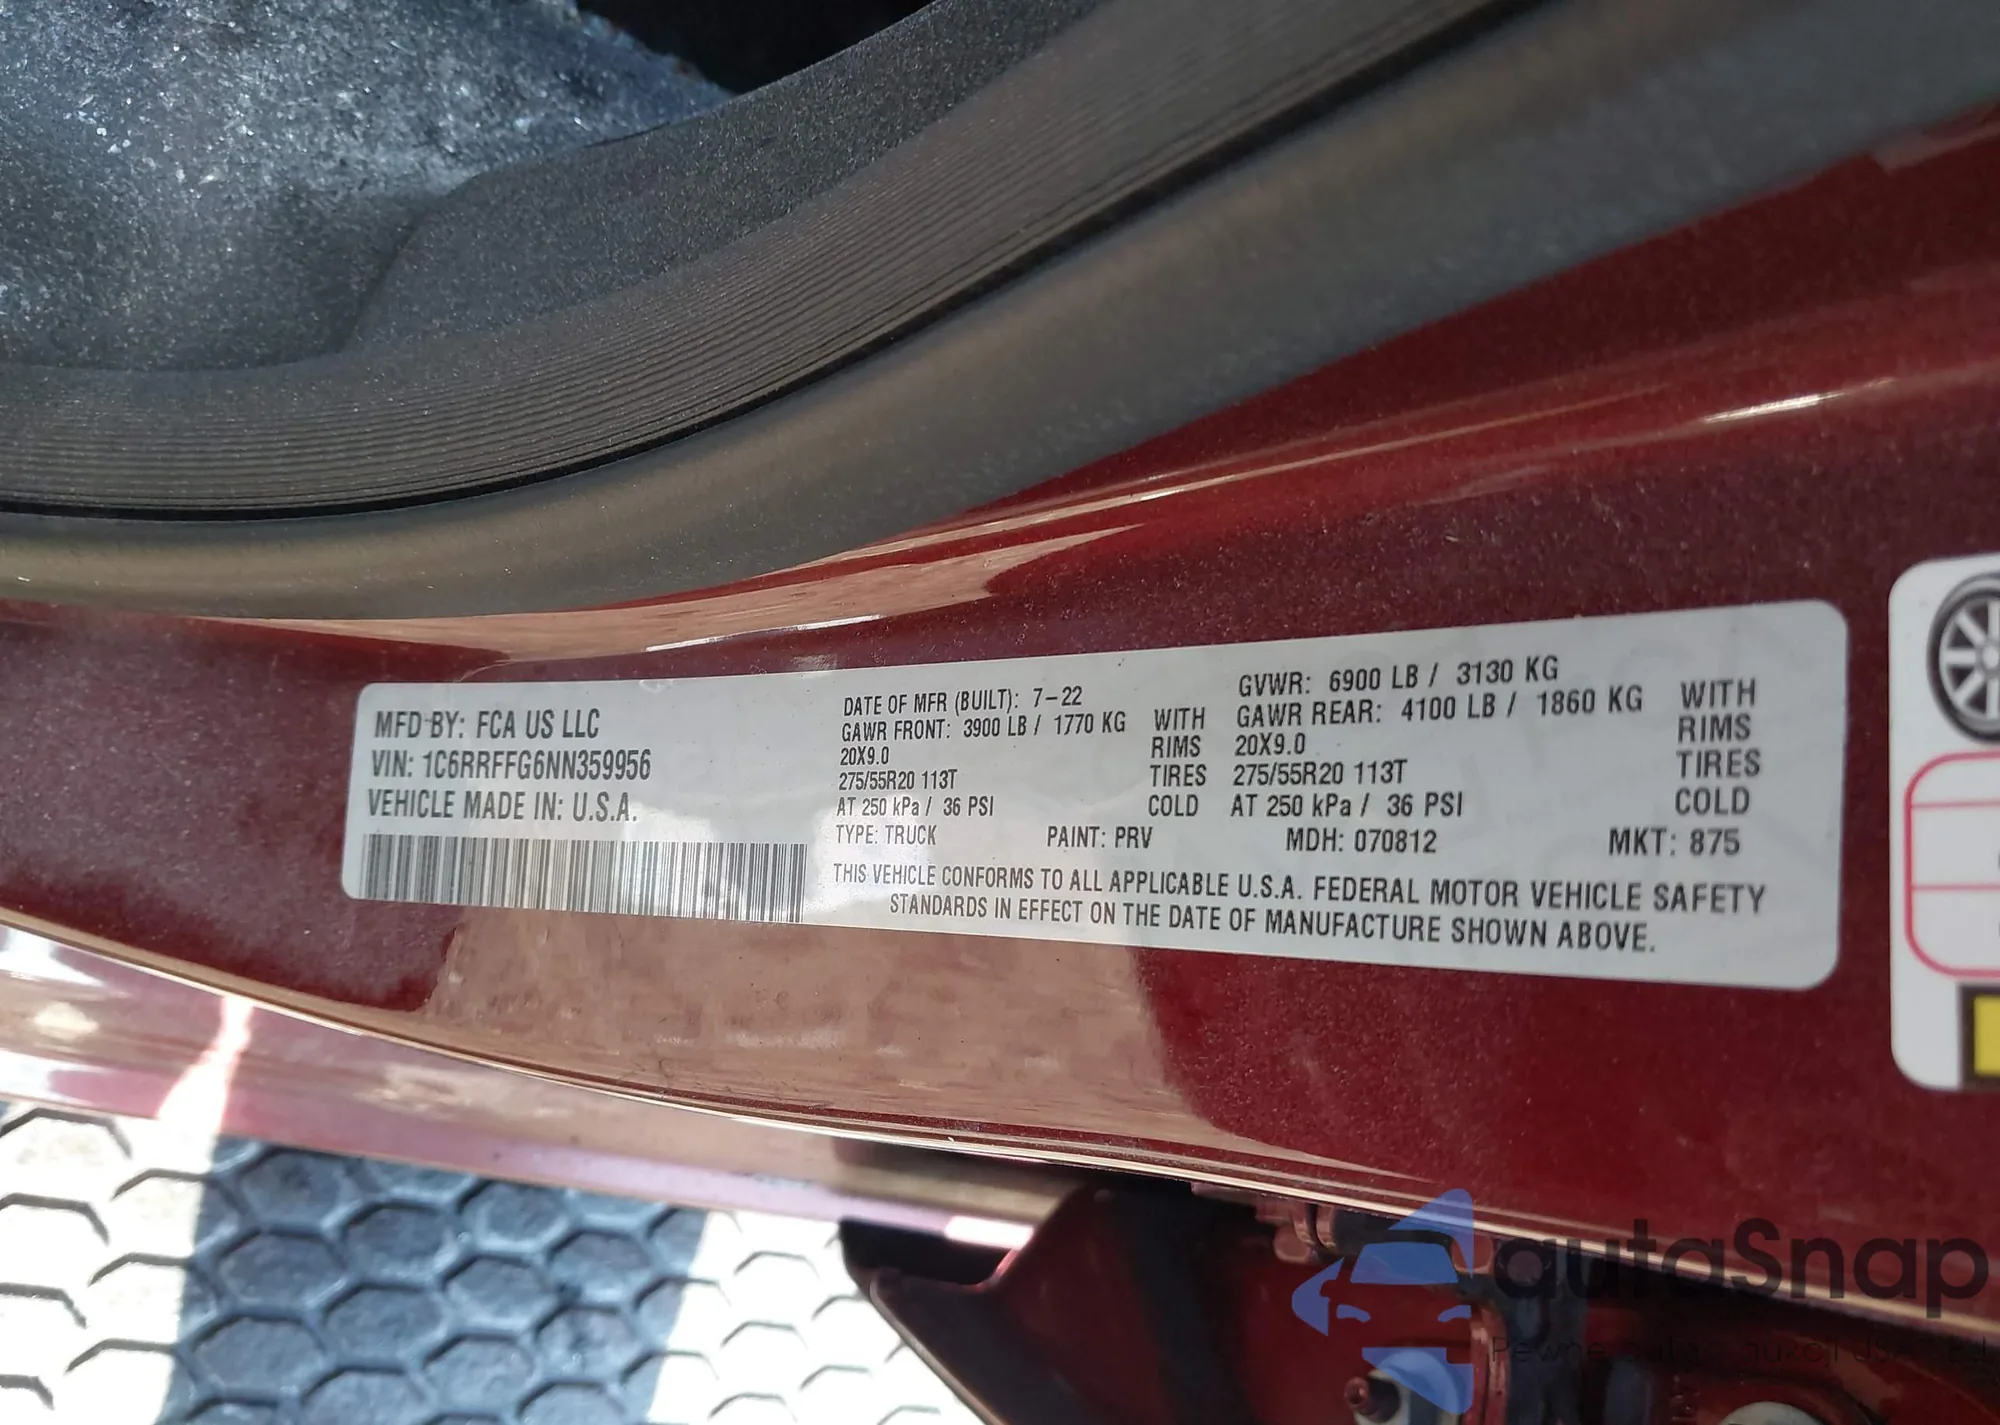 MFD BY: FCA US LLC
VIN: 1C6RRFFG6NN359956
VEHICLE MADE IN: U.S.A.
DATE OF MFR (BUILT): 7-22
GAWR FRONT: 3900 LB / 1770 KG WITH
20X9.0 RIMS
275/55R20 113T TIRES
AT 250 kPa / 36 PSI COLD
GVWR: 6900 LB / 3130 KG
GAWR REAR: 4100 LB / 1860 KG WITH
20X9.0 RIMS
275/55R20 113T TIRES
AT 250 kPa / 36 PSI COLD
TYPE: TRUCK PAINT: PRV MDH: 070812 MKT: 875
THIS VEHICLE CONFORMS TO ALL APPLICABLE U.S.A. FEDERAL MOTOR VEHICLE SAFETY
STANDARDS IN EFFECT ON THE DATE OF MANUFACTURE SHOWN ABOVE.
autaSnap
Pewne auto